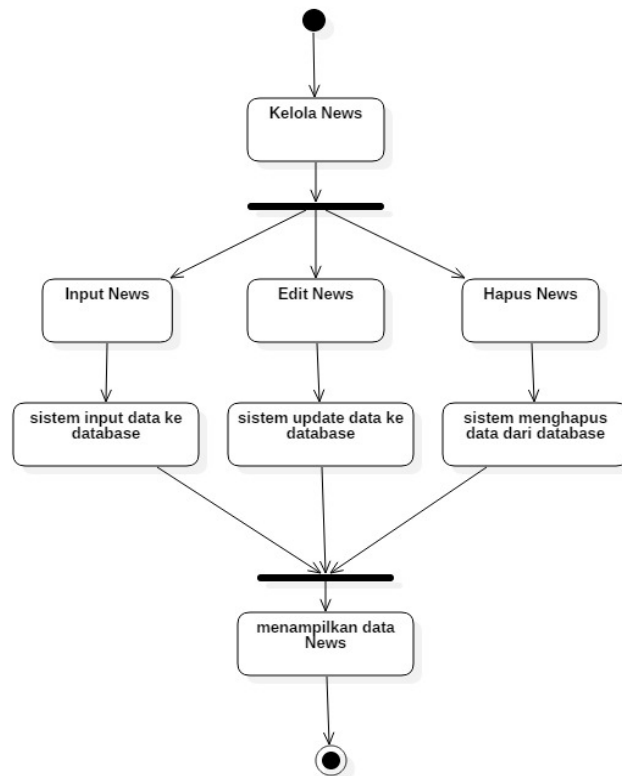 Kelola News
Input News
Edit News
Hapus News
sistem input data ke
database
sistem update data ke
database
sistem menghapus
data dari database
menampilkan data
News